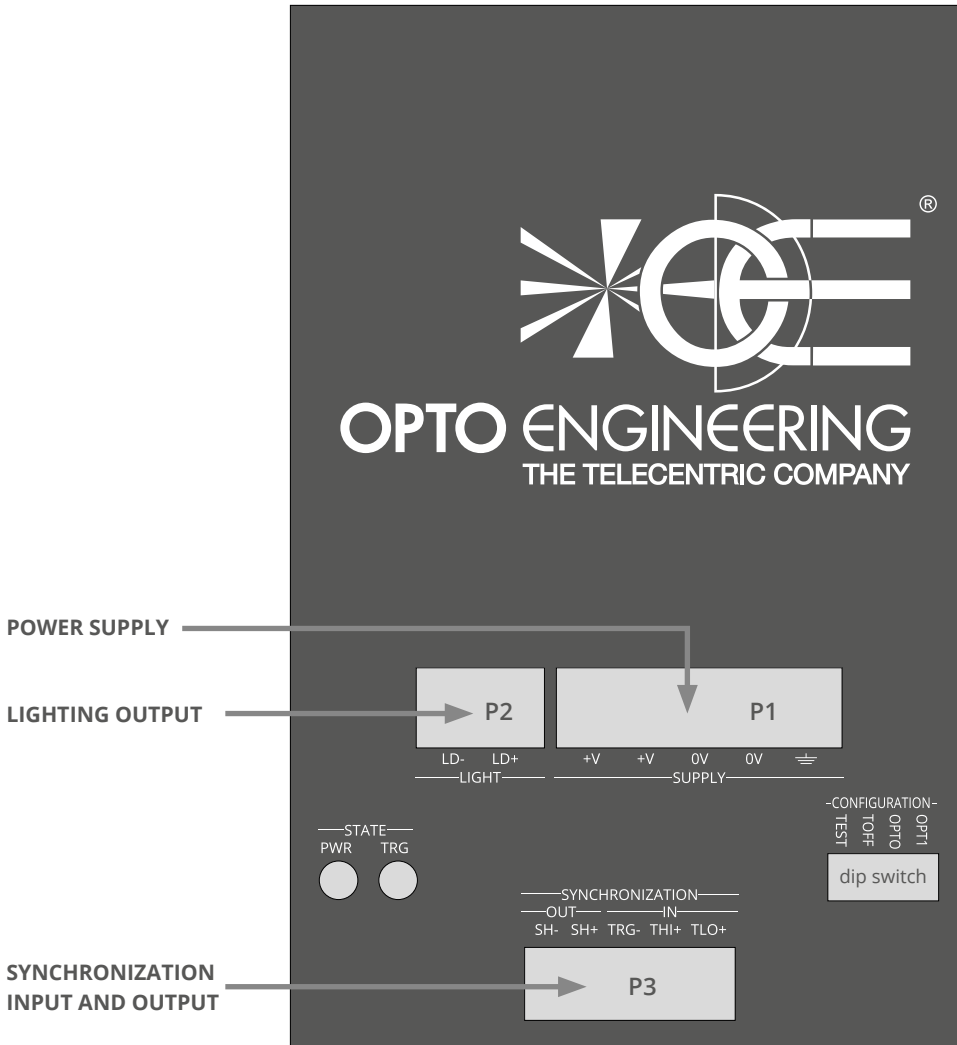 ®
OPTO ENGINEERING
THE TELECENTRIC COMPANY
POWER SUPPLY
LIGHTING OUTPUT
P2
P1
LD- LD+
LIGHT
+V +V 0V 0V
SUPPLY
-CONFIGURATION-
TEST
TOFF
OPTO
OPT1
dip switch
STATE
PWR TRG
SYNCHRONIZATION
OUT IN
SH- SH+ TRG- THI+ TLO+
P3
SYNCHRONIZATION
INPUT AND OUTPUT